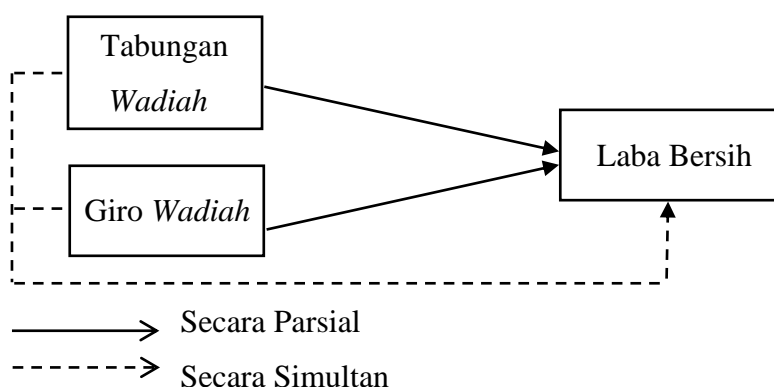 Tabungan
Wadiah
Laba Bersih
Giro Wadiah
Secara Parsial
Secara Simultan